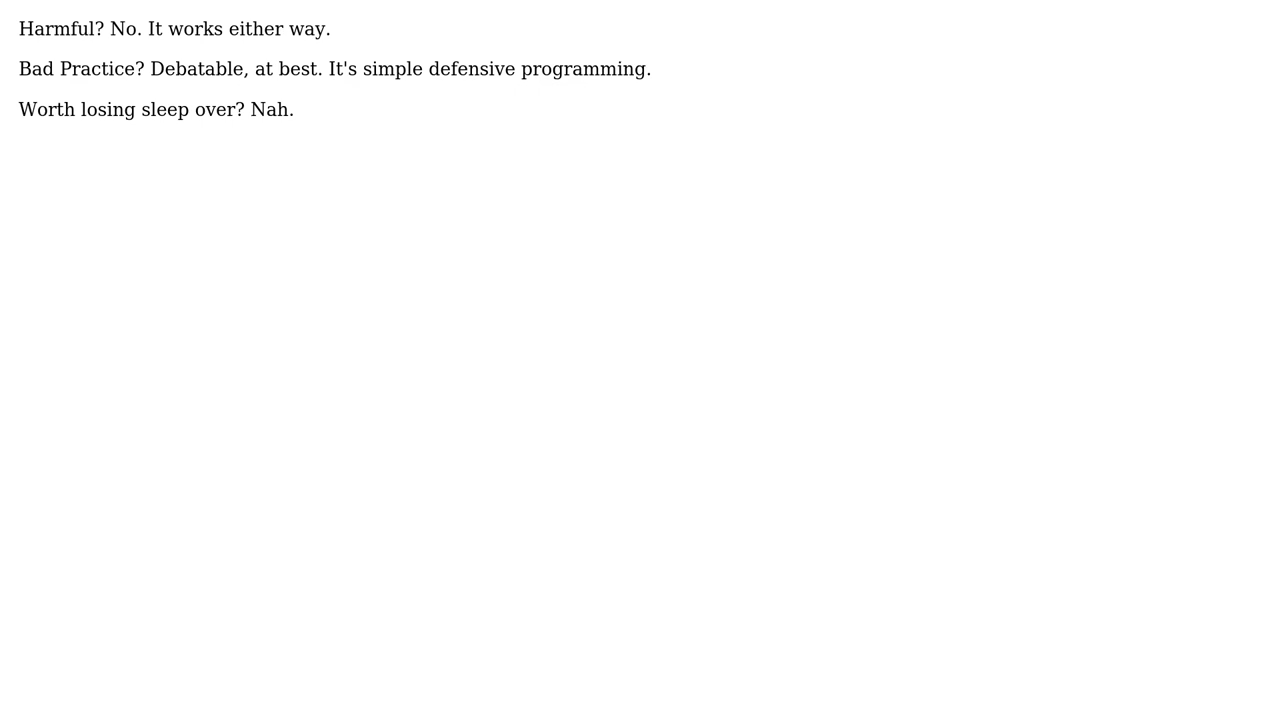 Harmful? No. It works either way.
Bad Practice? Debatable, at best. It's simple defensive programming.
Worth losing sleep over? Nah.